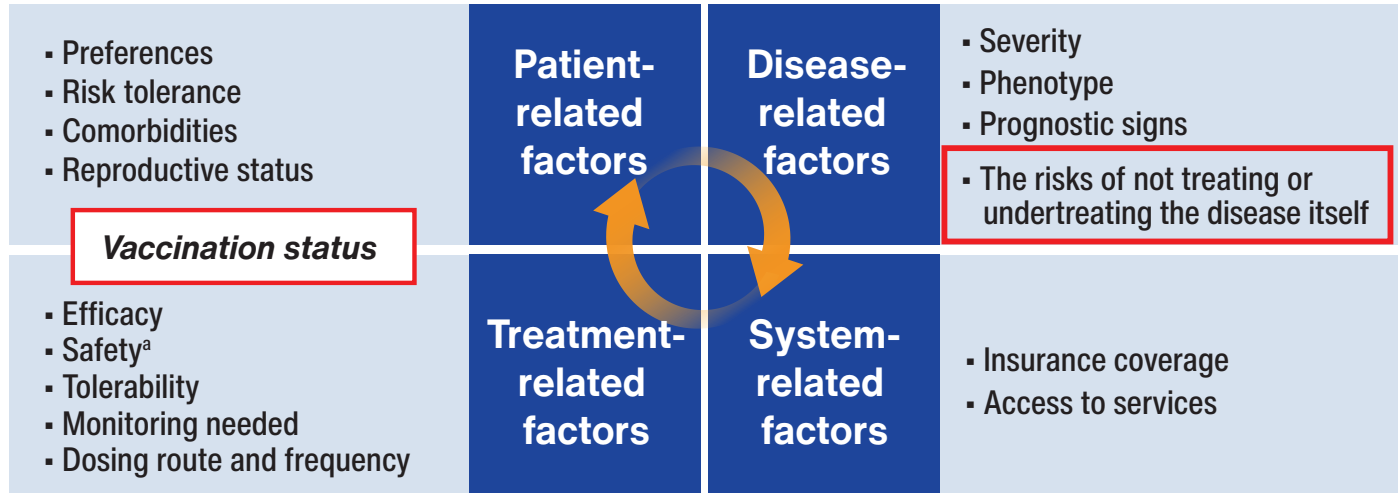 ▪ Preferences
▪ Risk tolerance
▪ Comorbidities
▪ Reproductive status
Vaccination status
Patient-
related
factors
Disease-
related
factors
▪ Severity
▪ Phenotype
▪ Prognostic signs
▪ The risks of not treating or
undertreating the disease itself
▪ Efficacy
▪ Safetyᵃ
▪ Tolerability
▪ Monitoring needed
▪ Dosing route and frequency
Treatment-
related
factors
System-
related
factors
▪ Insurance coverage
▪ Access to services